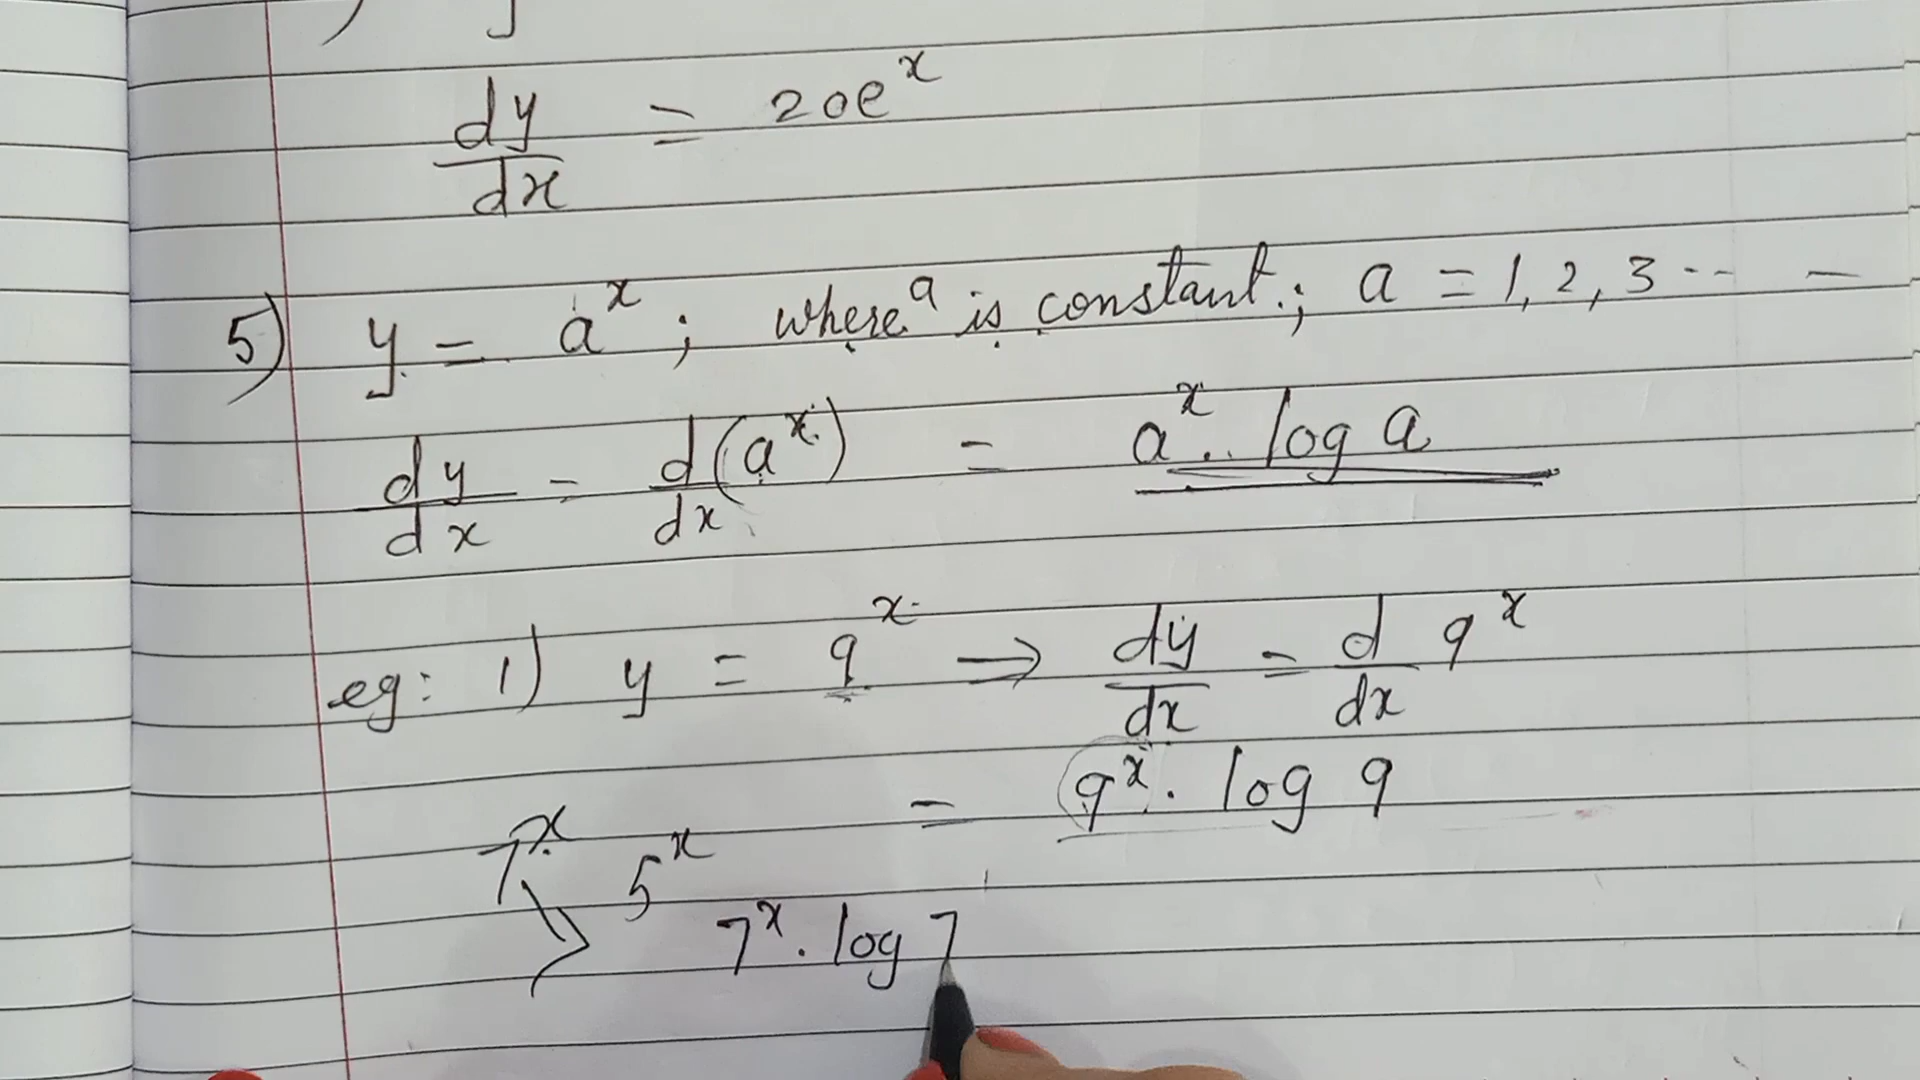 dy/dx = 20e^x
5) y = a^x ; where a is constant. ; a = 1, 2, 3 -- —
dy/dx = d/dx (a^x) = a^x . log a
eg: 1) y = 9^x ⇒ dy/dx = d/dx 9^x
= 9^x . log 9
7^x 5^x
7^x . log 7